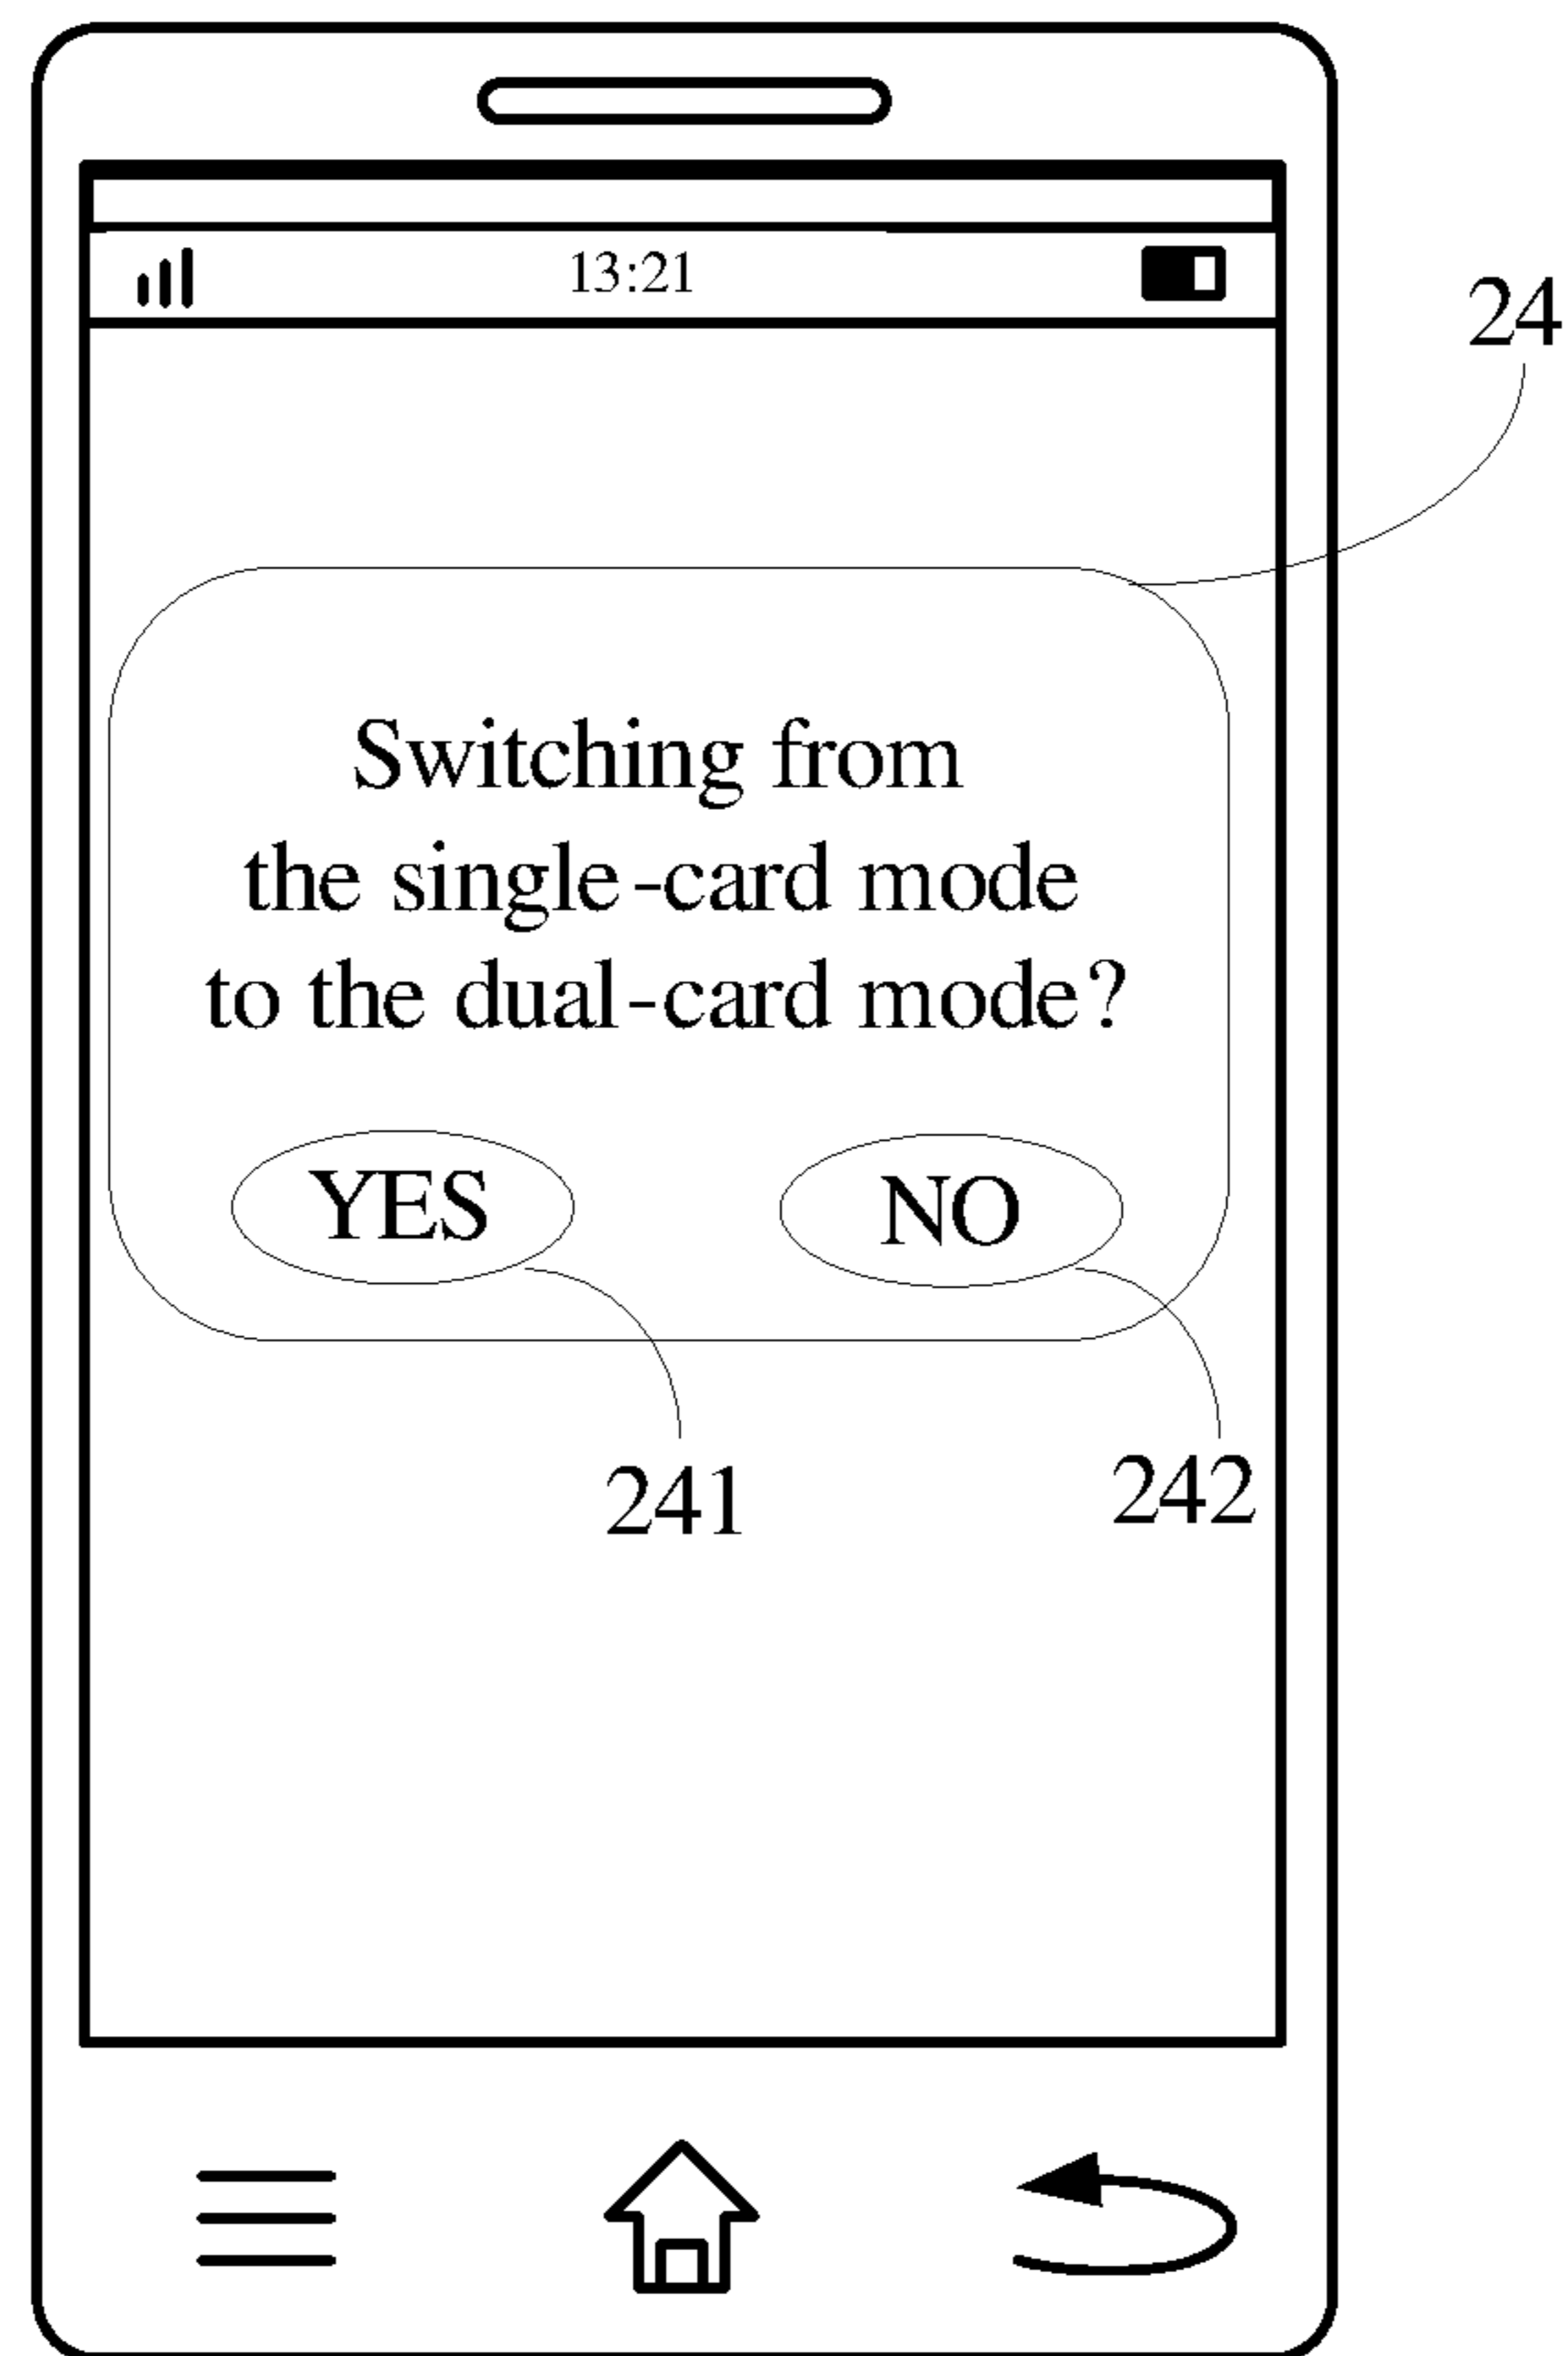 13:21
24
Switching from
the single-card mode
to the dual-card mode?
YES NO
241 242